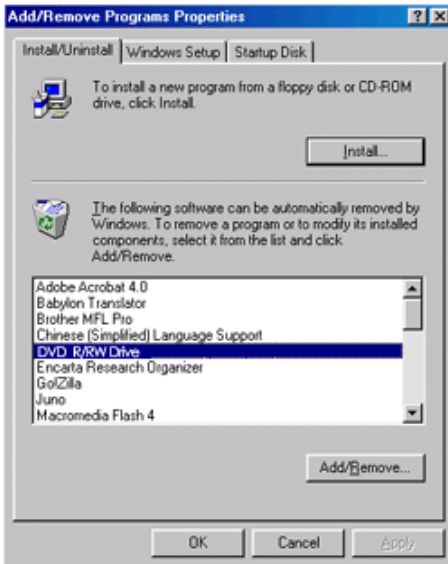 Add/Remove Programs Properties
Install/Uninstall
Windows Setup
Startup Disk
To install a new program from a floppy disk or CD-ROM
drive, click Install.
Install...
The following software can be automatically removed by
Windows. To remove a program or to modify its installed
components, select it from the list and click
Add/Remove.
Adobe Acrobat 4.0
Babylon Translator
Brother MFL Pro
Chinese (Simplified) Language Support
DVD R/RW Drive
Encarta Research Organizer
Go!Zilla
Juno
Macromedia Flash 4
Add/Remove...
OK
Cancel
Apply